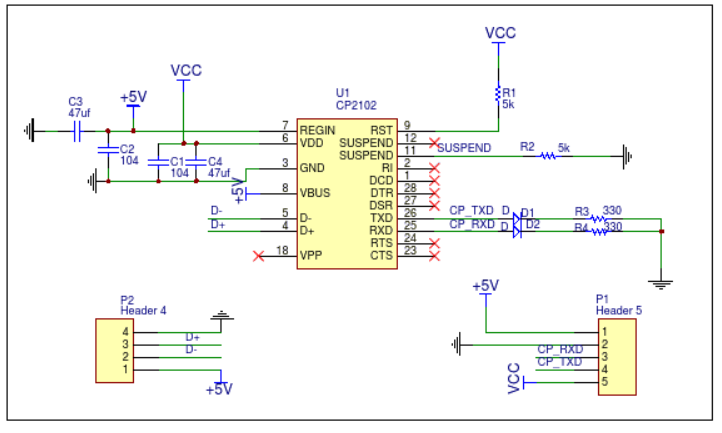 VCC
VCC
U1
CP2102
C3
47uf
+5V
R1
5k
7 REGIN RST 9
6 VDD SUSPEND 12
SUSPEND 11 SUSPEND R2 5k
3 GND RI 2
DCD 1
8 VBUS DTR 28
DSR 27
5 D- TXD 26
4 D+ RXD 25
RTS 24
18 VPP CTS 23
C2
104
C1
104
C4
47uf
+5V
D-
D+
CP_TXD D D1 R3 330
CP_RXD D D2 R4 330
P2
Header 4
4
3 D+
2 D-
1
+5V
+5V
P1
Header 5
1
2
CP_RXD 3
CP_TXD 4
VCC 5